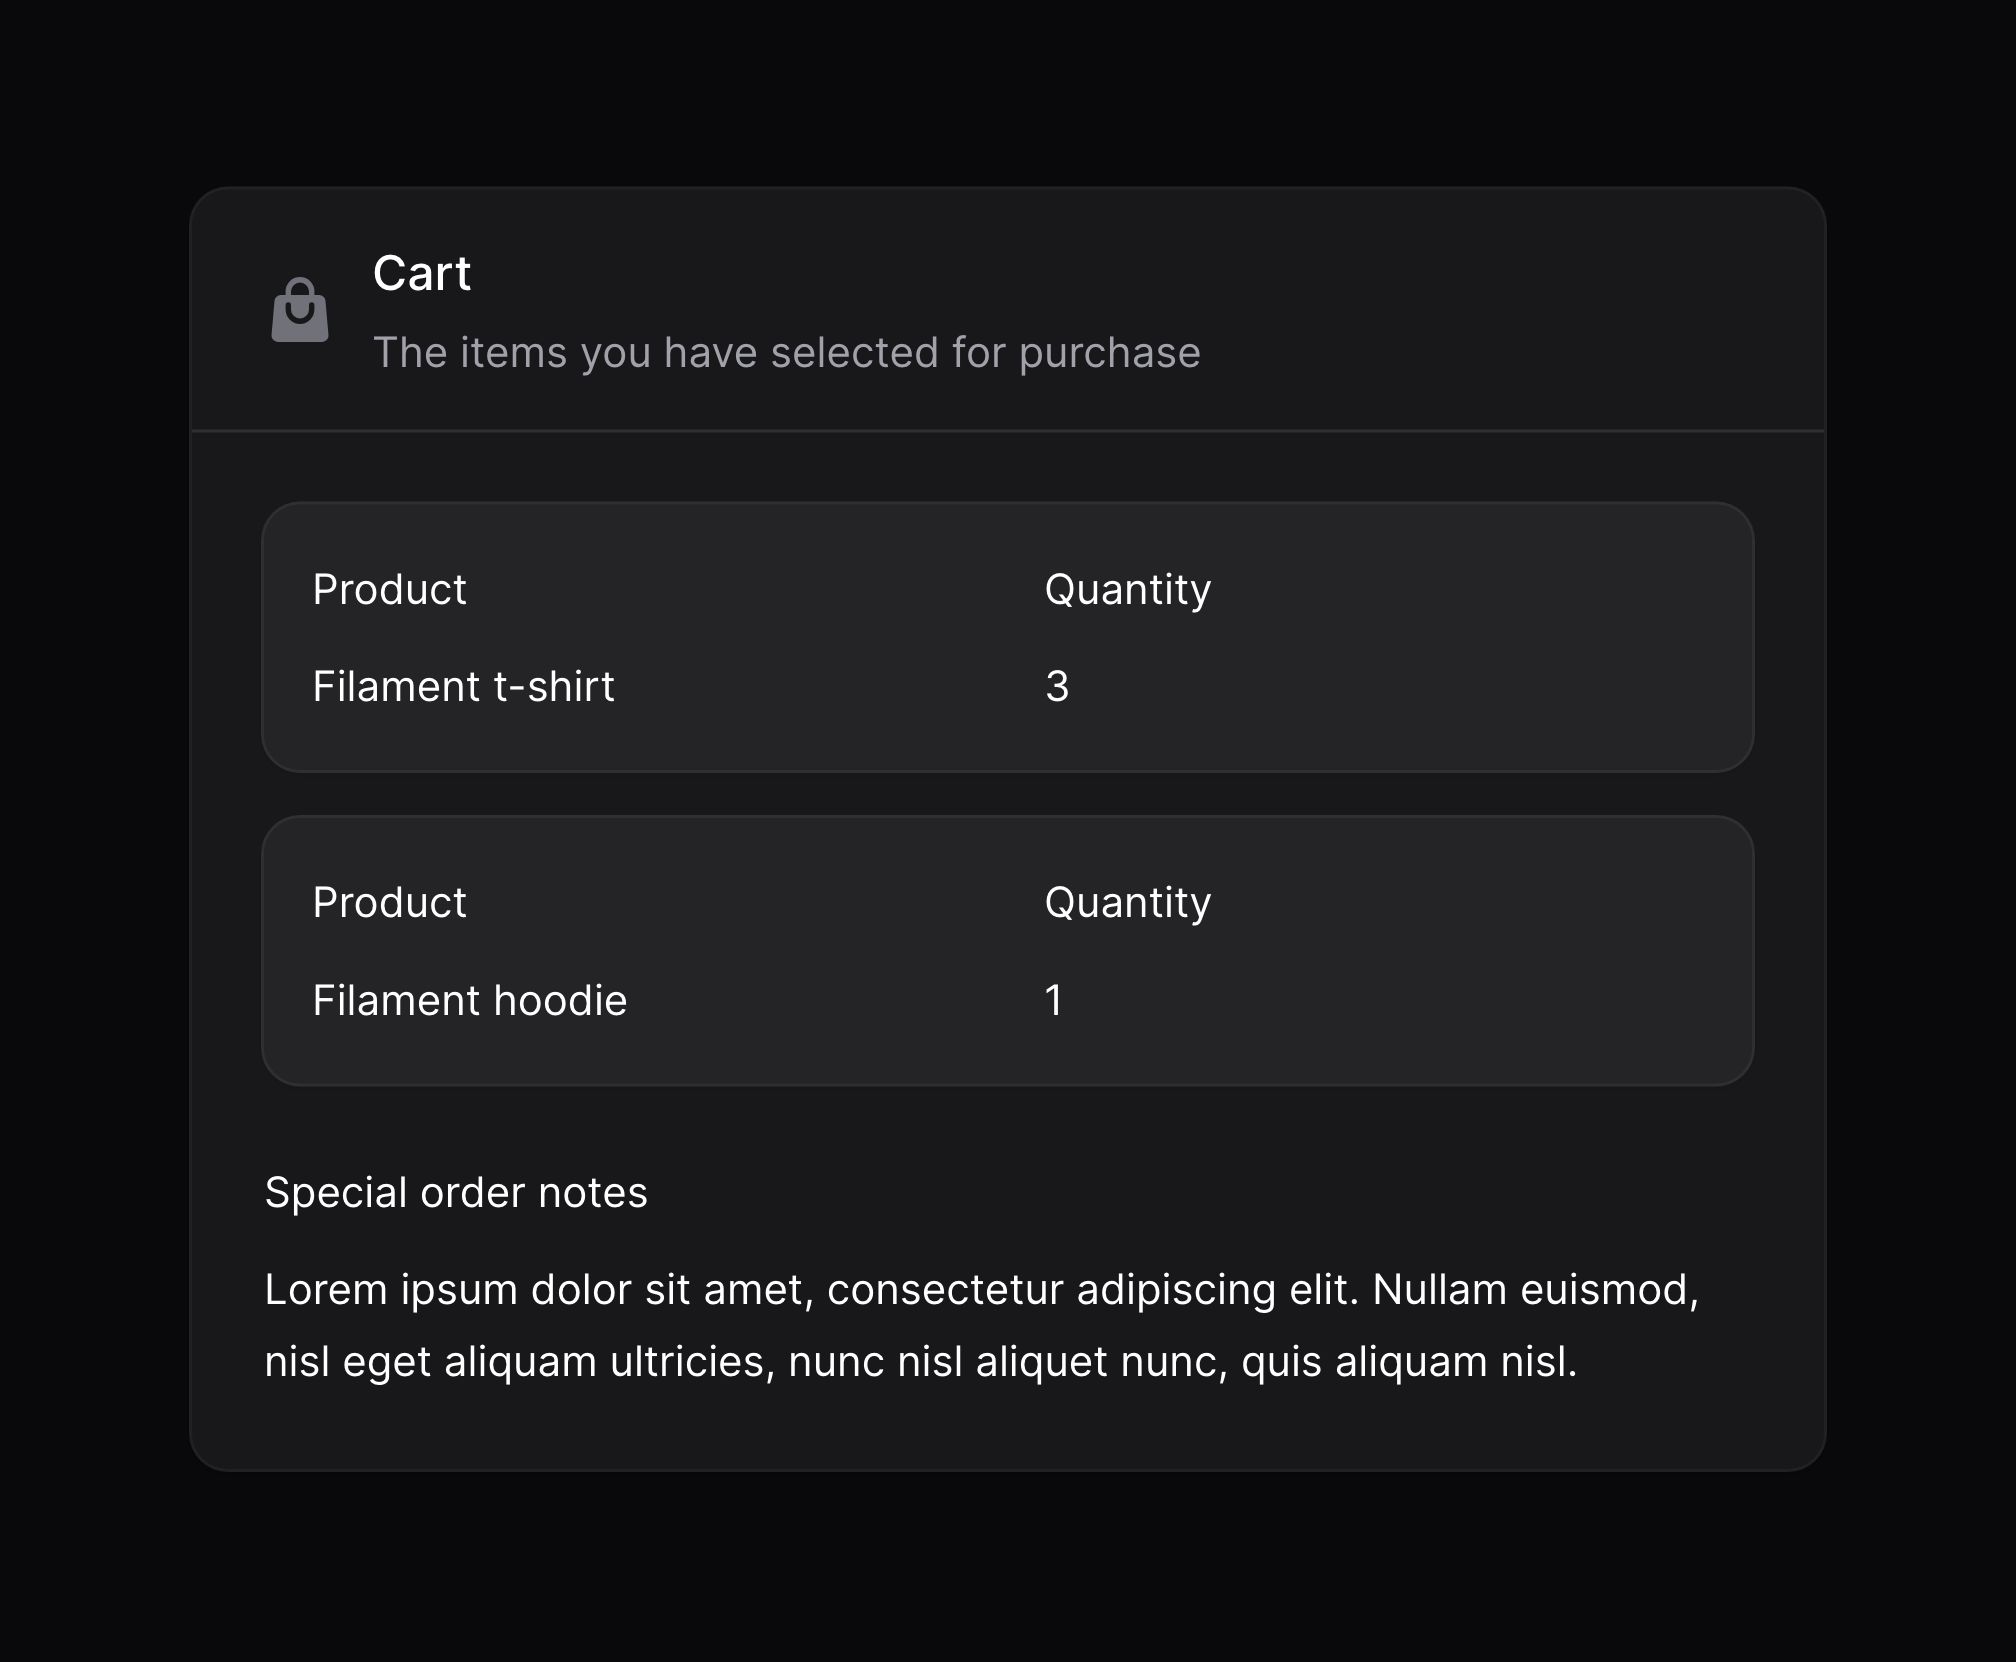 Cart
The items you have selected for purchase
Product Quantity
Filament t-shirt 3
Product Quantity
Filament hoodie 1
Special order notes
Lorem ipsum dolor sit amet, consectetur adipiscing elit. Nullam euismod,
nisl eget aliquam ultricies, nunc nisl aliquet nunc, quis aliquam nisl.